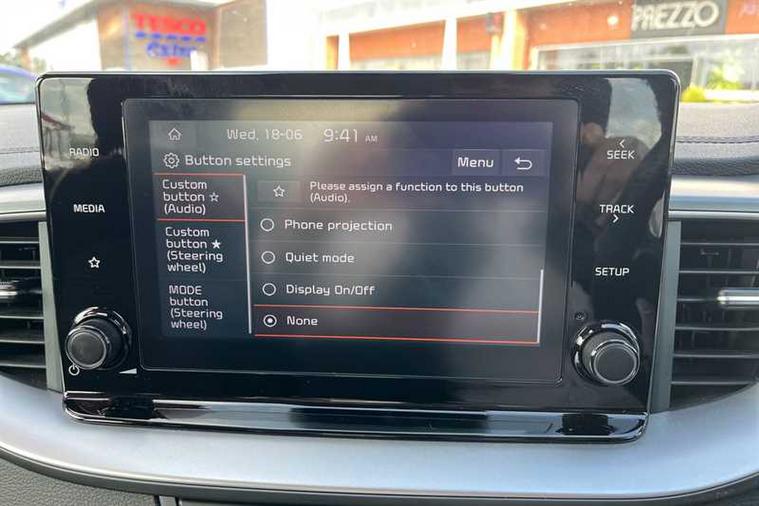 TESCO
Extra
PREZZO
RADIO
MEDIA
☆
Wed, 18-06 9:41 AM
Button settings
Menu
Custom
button ☆
(Audio)
Custom
button ★
(Steering
wheel)
MODE
button
(Steering
wheel)
☆ Please assign a function to this button
(Audio).
Phone projection
Quiet mode
Display On/Off
None
< SEEK
TRACK >
SETUP